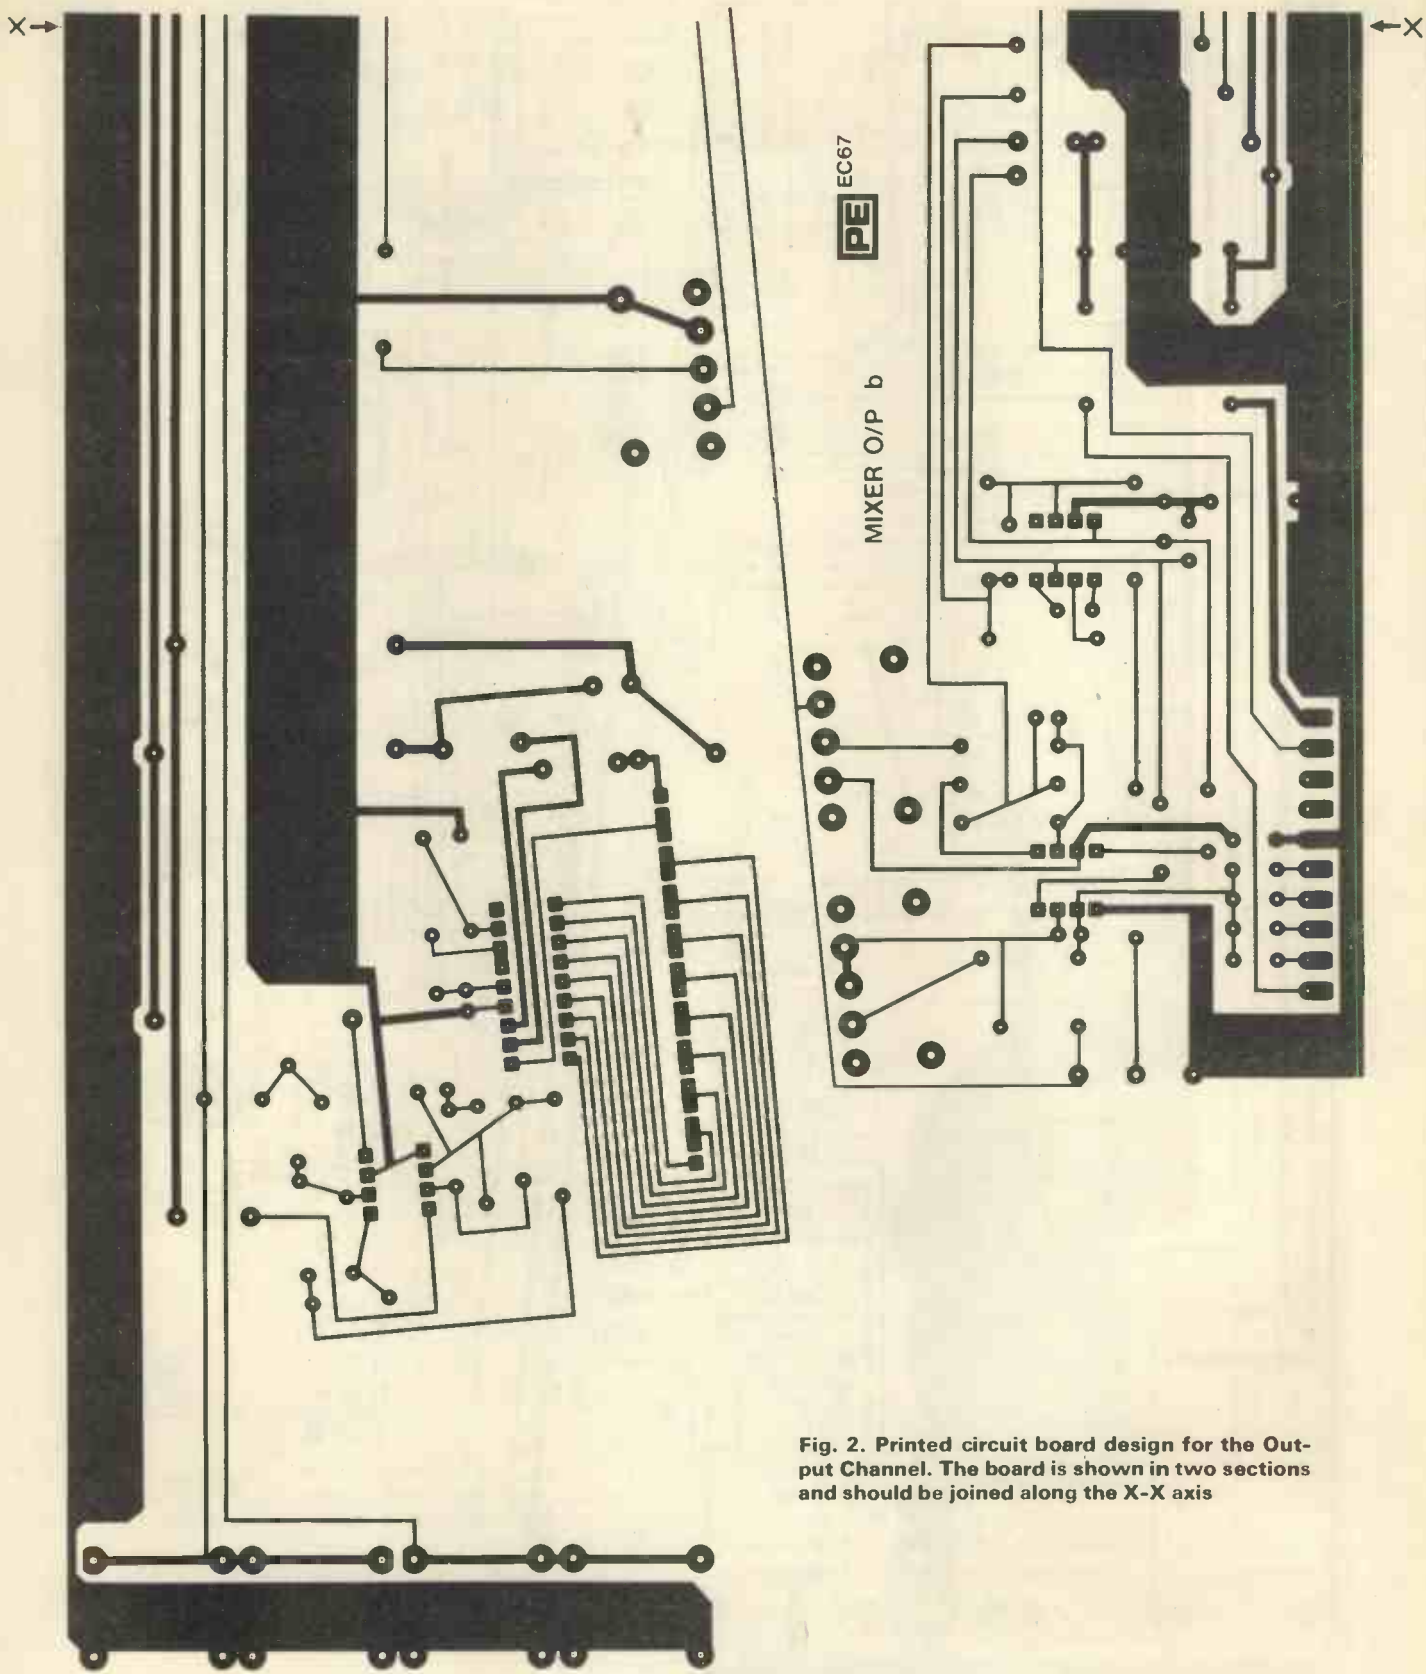 X
X
PE EC67
MIXER O/P b
Fig. 2. Printed circuit board design for the Out-
put Channel. The board is shown in two sections
and should be joined along the X-X axis